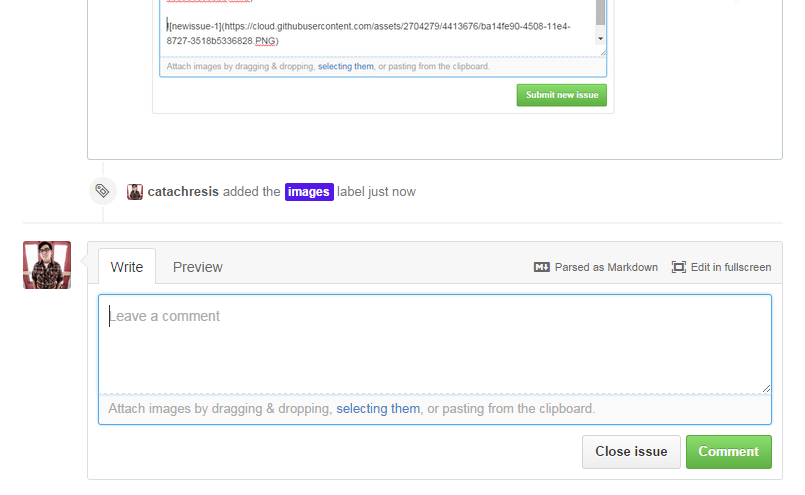 ![newissue-1](https://cloud.githubusercontent.com/assets/2704279/4413676/ba14fe90-4508-11e4-
8727-3518b5336828.PNG)
Attach images by dragging & dropping, selecting them, or pasting from the clipboard.
Submit new issue
catachresis added the images label just now
Write Preview Parsed as Markdown Edit in fullscreen
Leave a comment
Attach images by dragging & dropping, selecting them, or pasting from the clipboard.
Close issue Comment